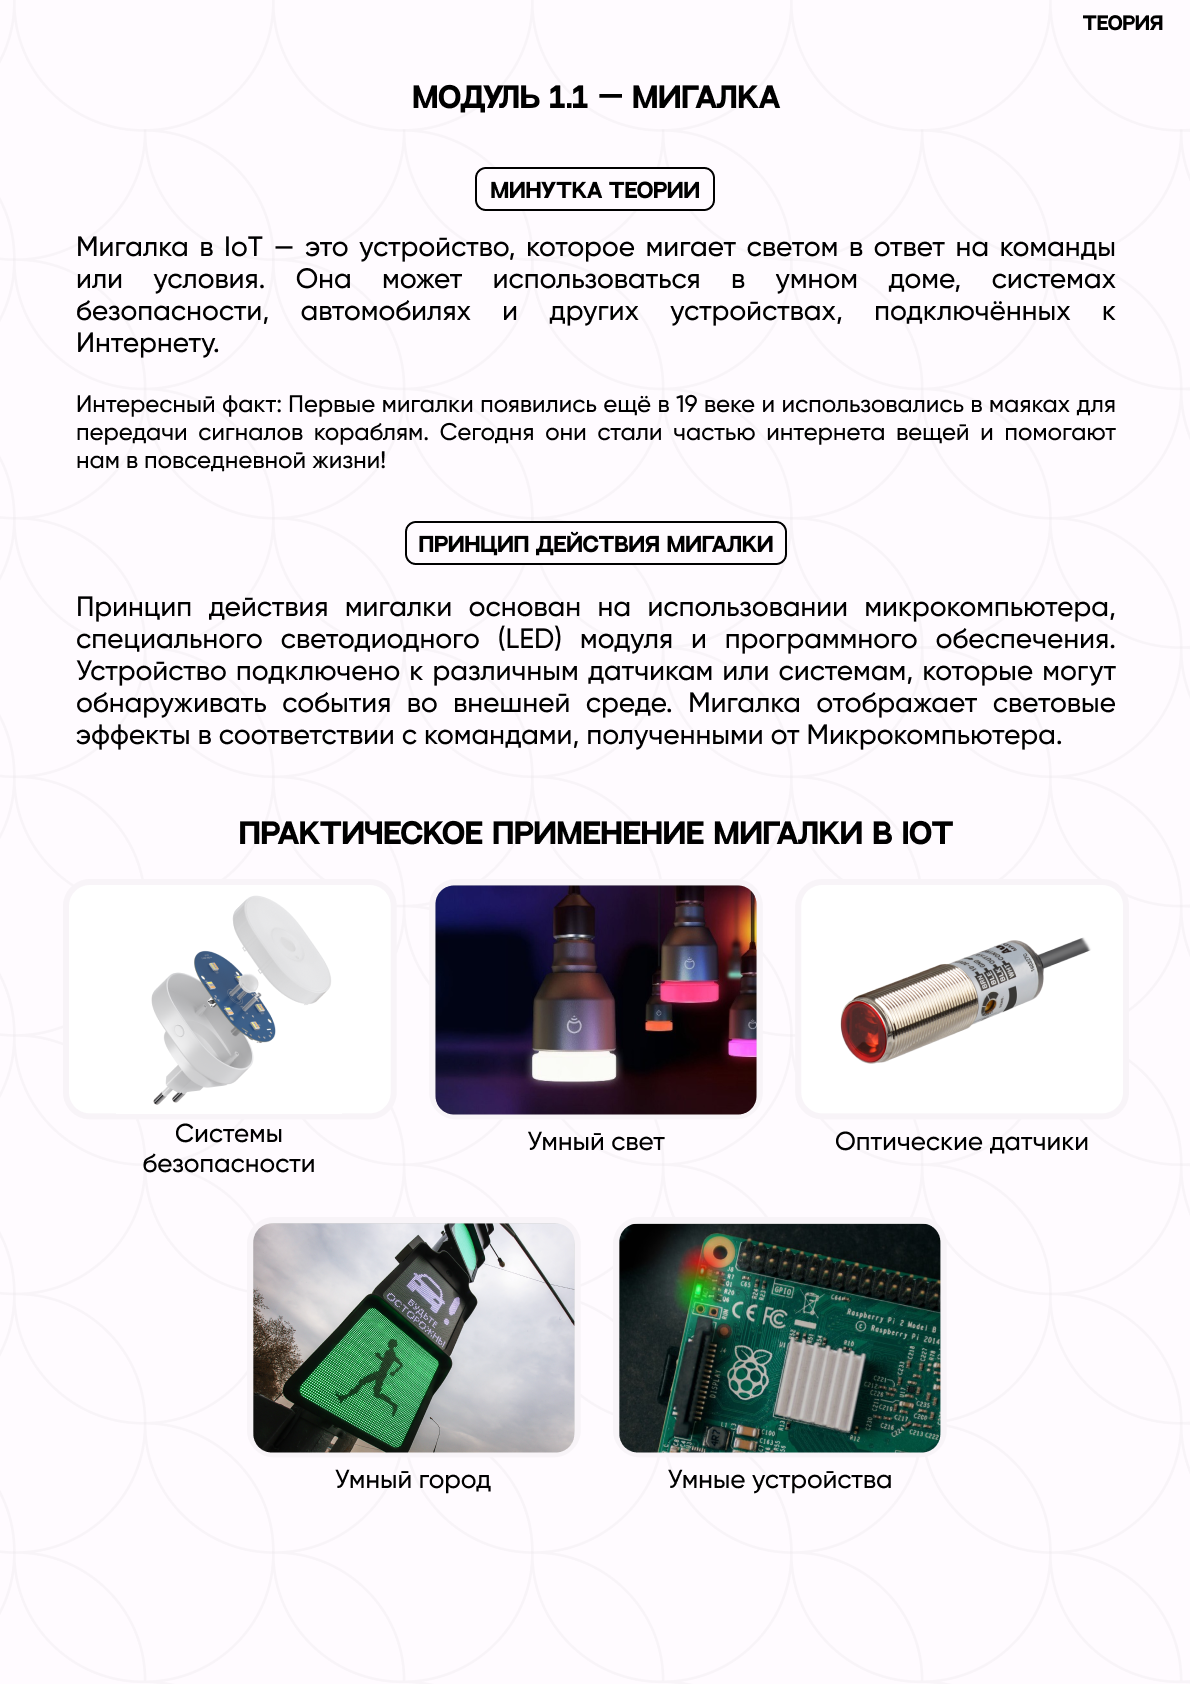 ТЕОРИЯ
МОДУЛЬ 1.1 — МИГАЛКА
МИНУТКА ТЕОРИИ
Мигалка в IoT — это устройство, которое мигает светом в ответ на команды
или условия. Она может использоваться в умном доме, системах
безопасности, автомобилях и других устройствах, подключённых к
Интернету.
Интересный факт: Первые мигалки появились ещё в 19 веке и использовались в маяках для
передачи сигналов кораблям. Сегодня они стали частью интернета вещей и помогают
нам в повседневной жизни!
ПРИНЦИП ДЕЙСТВИЯ МИГАЛКИ
Принцип действия мигалки основан на использовании микрокомпьютера,
специального светодиодного (LED) модуля и программного обеспечения.
Устройство подключено к различным датчикам или системам, которые могут
обнаруживать события во внешней среде. Мигалка отображает световые
эффекты в соответствии с командами, полученными от Микрокомпьютера.
ПРАКТИЧЕСКОЕ ПРИМЕНЕНИЕ МИГАЛКИ В IOT
Системы
безопасности
Умный свет
Оптические датчики
БУДЬТЕ
ОСТОРОЖНЫ
GPIO
Raspberry Pi 2 Model B
© Raspberry Pi 2014
DISPLAY
Умный город
Умные устройства